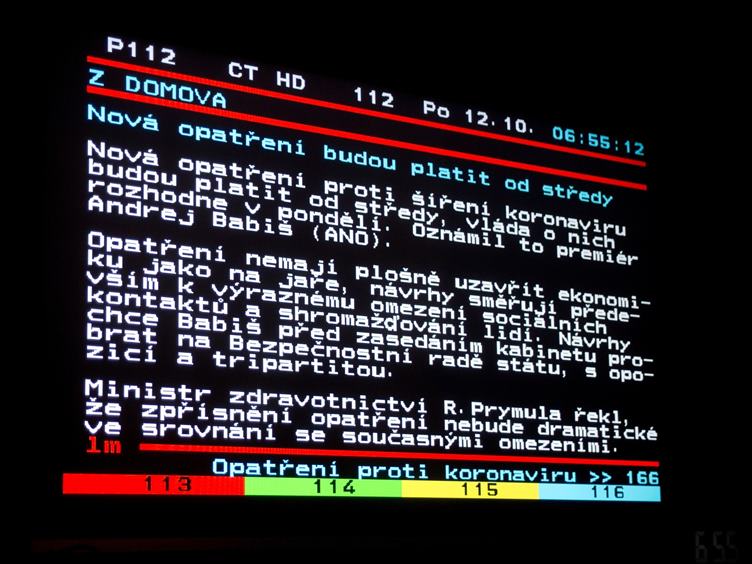 P112 CT HD 112 Po 12.10. 06:55:12
Z DOMOVA
Nová opatření budou platit od středy
Nová opatření proti šíření koronaviru
budou platit od středy, vláda o nich
rozhodne v pondělí. Oznámil to premiér
Andrej Babiš (ANO).
Opatření nemají plošně uzavřít ekonomi-
ku jako na jaře, návrhy směřují přede-
vším k výraznému omezení sociálních
kontaktů a shromažďování lidí. Návrhy
chce Babiš před zasedáním kabinetu pro-
brat na Bezpečnostní radě státu, s opo-
zicí a tripartitou.
Ministr zdravotnictví R.Prymula řekl,
že zpřísnění opatření nebude dramatické
ve srovnání se současnými omezeními.
1m
Opatření proti koronaviru >> 166
113 114 115 116
6:55